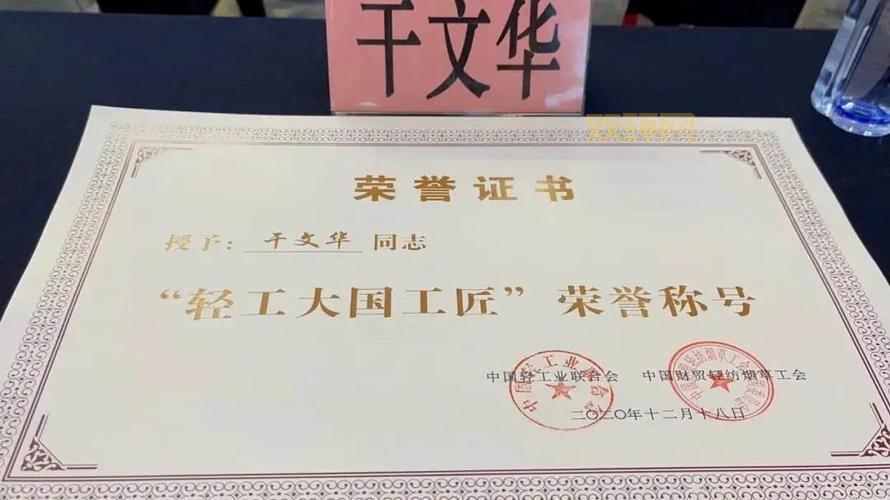 干文华
荣誉证书
授予：干文华同志
“轻工大国工匠”荣誉称号
中国轻工业联合会 中国财贸轻纺烟草工会
二〇二〇年十二月十八日